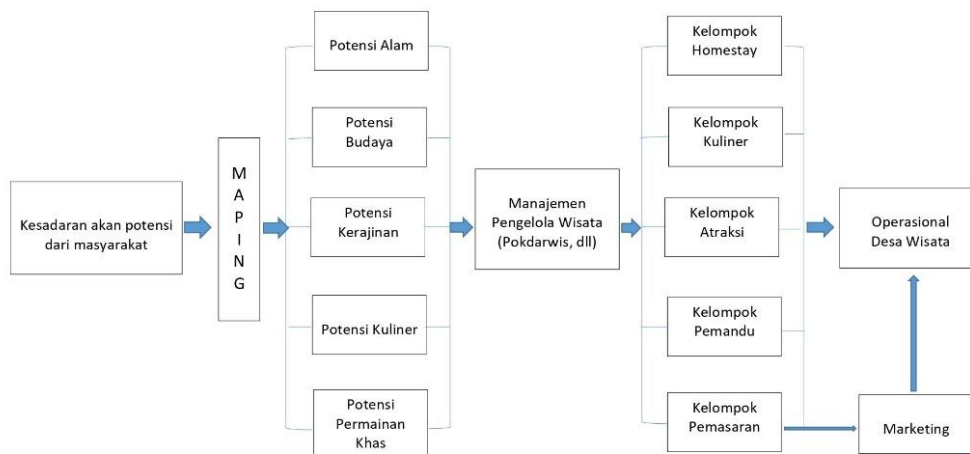 Kesadaran akan potensi
dari masyarakat
M
A
P
I
N
G
Potensi Alam
Potensi
Budaya
Potensi
Kerajinan
Potensi Kuliner
Potensi
Permainan
Khas
Manajemen
Pengelola Wisata
(Pokdarwis, dll)
Kelompok
Homestay
Kelompok
Kuliner
Kelompok
Atraksi
Kelompok
Pemandu
Kelompok
Pemasaran
Operasional
Desa Wisata
Marketing